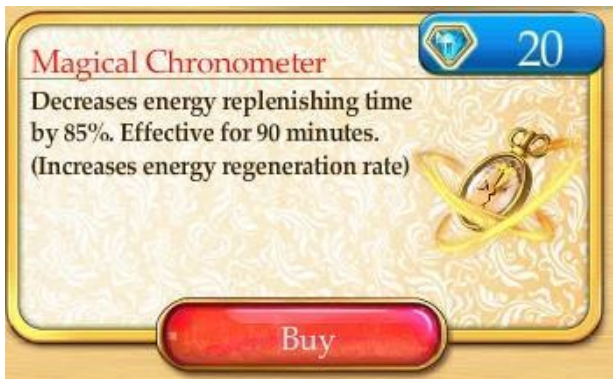 20
Magical Chronometer
Decreases energy replenishing time
by 85%. Effective for 90 minutes.
(Increases energy regeneration rate)
Buy